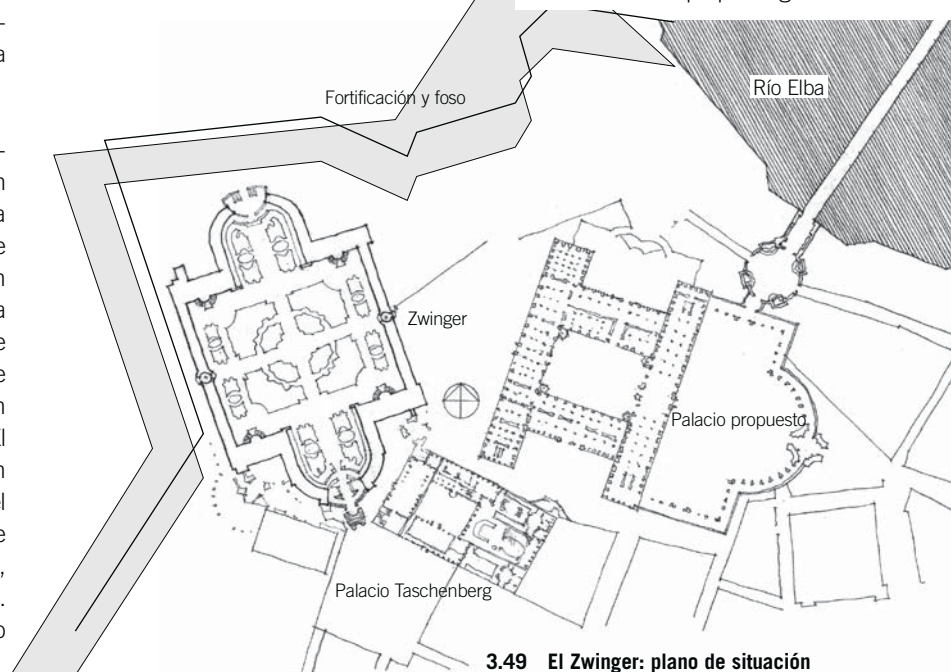 Río Elba
Fortificación y foso
Zwinger
Palacio propuesto
Palacio Taschenberg
3.49 El Zwinger: plano de situación